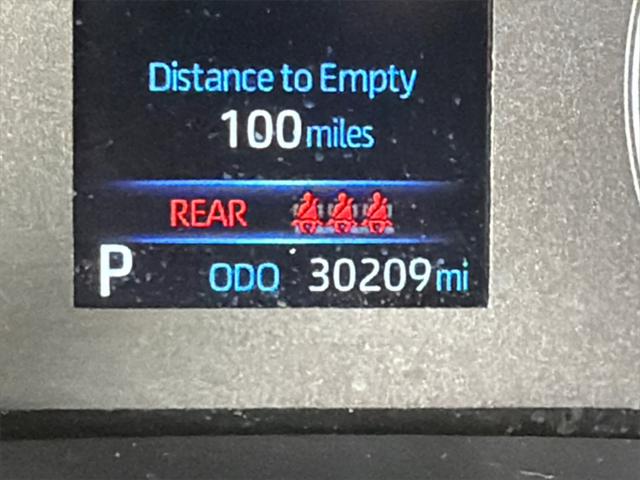 Distance to Empty
100 miles
REAR
P ODO 30209 mi